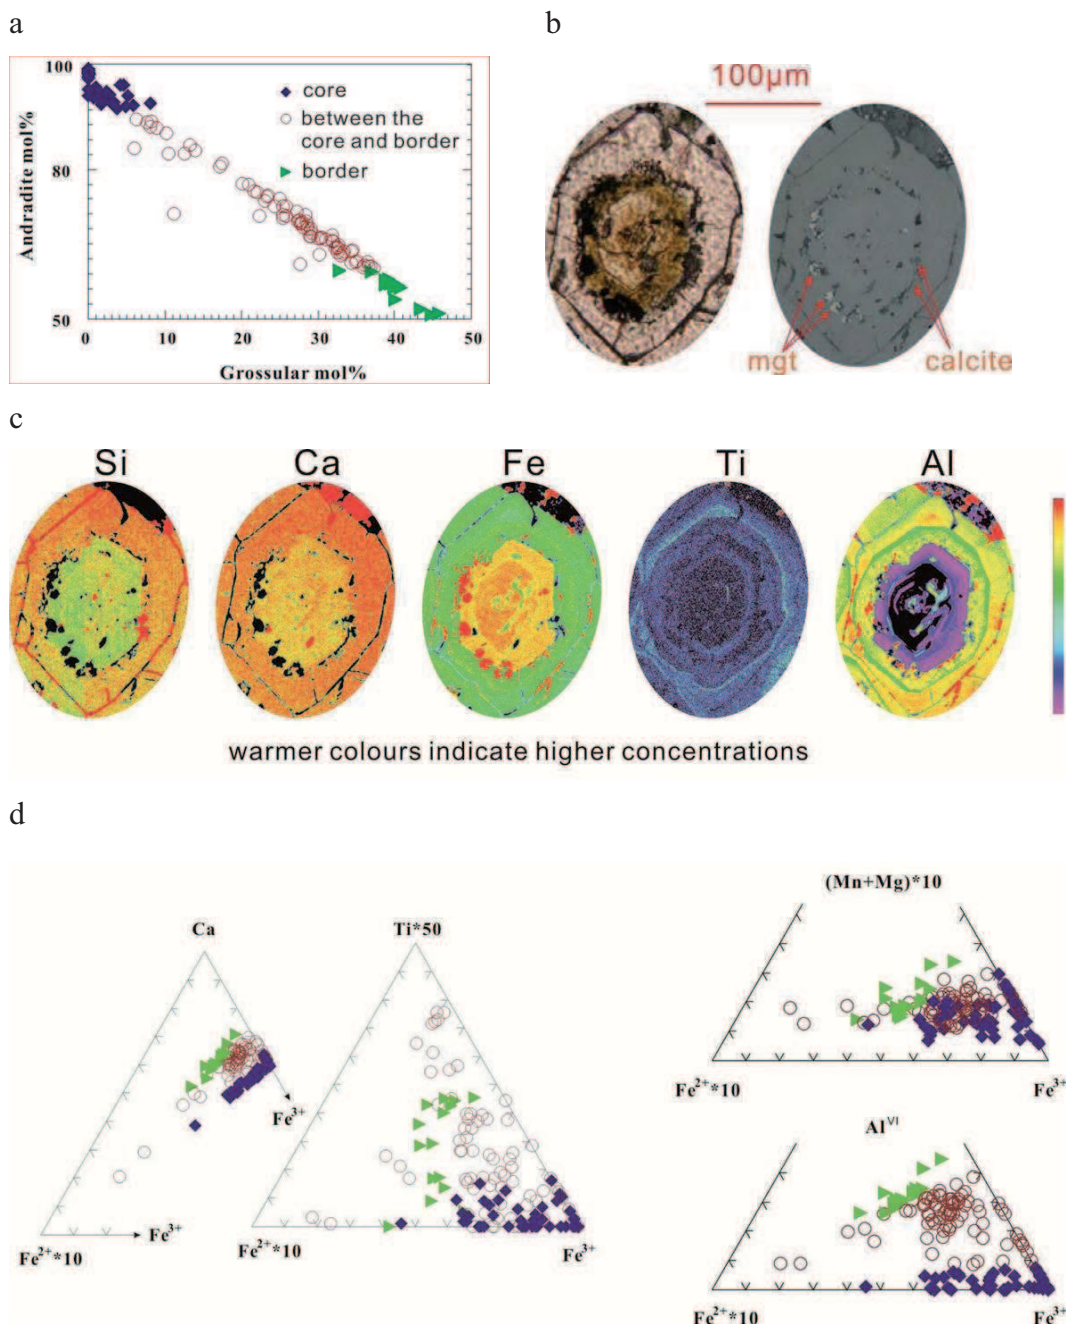 a
100
80
50
Andradite mol%
core
between the
core and border
border
0
10
20
30
40
50
Grossular mol%
b
100μm
mgt
calcite
c
Si
Ca
Fe
Ti
Al
warmer colours indicate higher concentrations
d
Ca
Fe³⁺
Fe²⁺*10
Fe³⁺
Ti*50
Fe²⁺*10
Fe³⁺
(Mn+Mg)*10
Fe²⁺*10
Fe³⁺
Al^VI
Fe²⁺*10
Fe³⁺